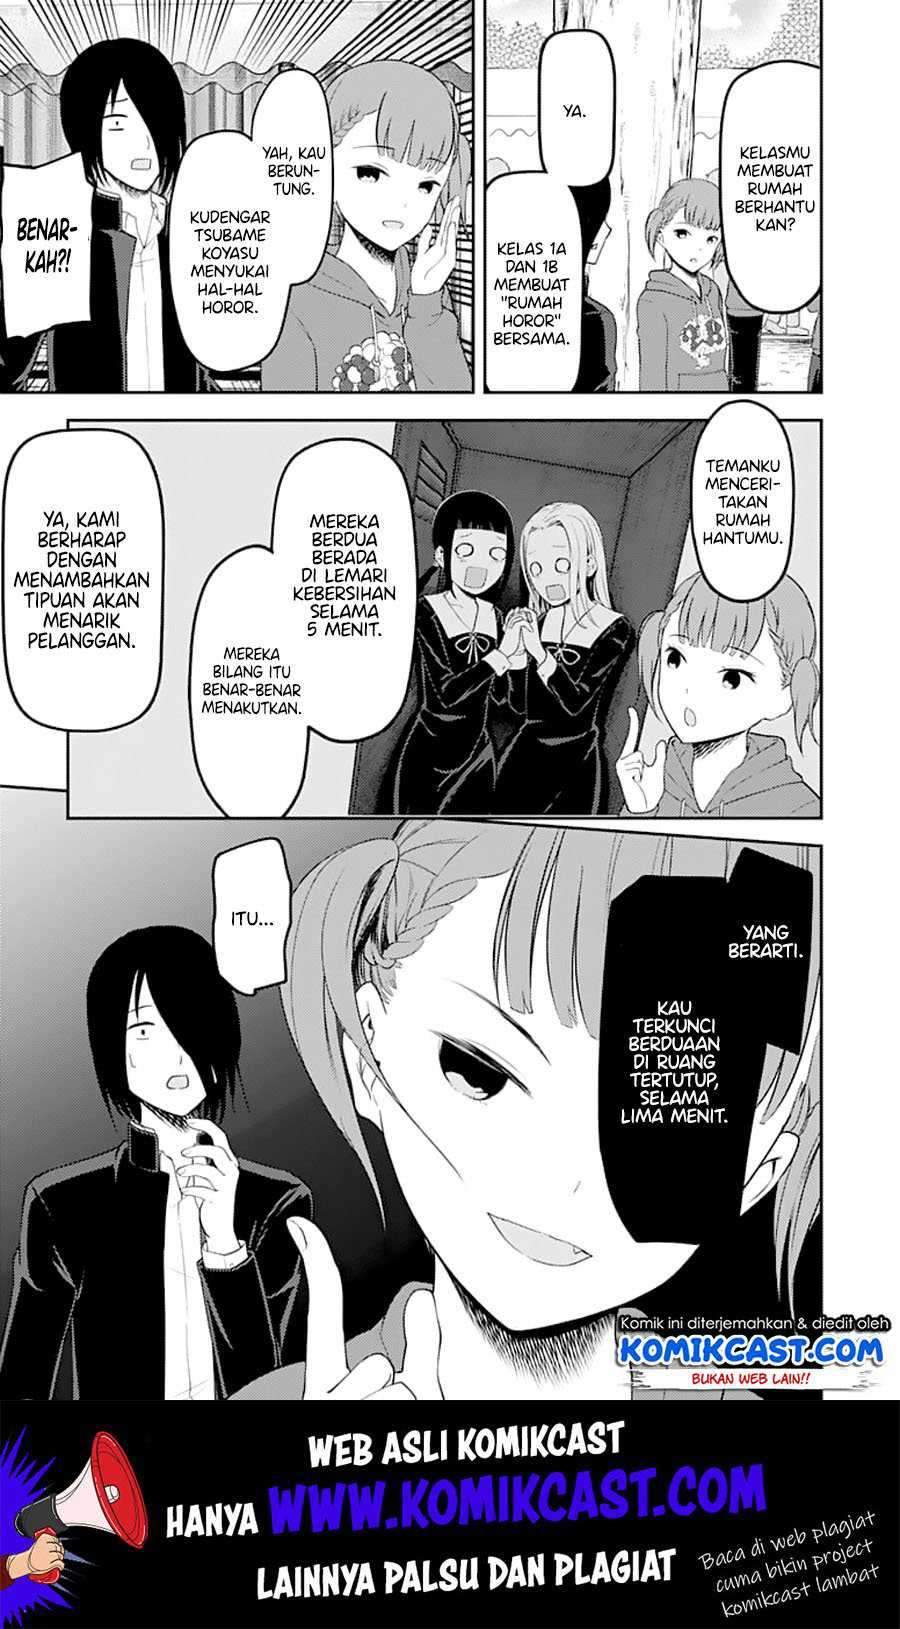 KELASMU
MEMBUAT
RUMAH
BERHANTU
KAN?
YA.
KELAS 1A
DAN 1B
MEMBUAT
"RUMAH
HOROR"
BERSAMA.
YAH, KAU
BERUN-
TUNG.
KUDENGAR
TSUBAME
KOYASU
MENYUKAI
HAL-HAL
HOROR.
BENAR-
KAH?!
TEMANKU
MENCERI-
TAKAN
RUMAH
HANTUMU.
MEREKA
BERDUA
BERADA
DI LEMARI
KEBERSIHAN
SELAMA
5 MENIT.
MEREKA
BILANG ITU
BENAR-BENAR
MENAKUTKAN.
YA, KAMI
BERHARAP
DENGAN
MENAMBAHKAN
TIPUAN AKAN
MENARIK
PELANGGAN.
YANG
BERARTI.
KAU
TERKUNCI
BERDUAAN
DI RUANG
TERTUTUP,
SELAMA
LIMA MENIT.
ITU...
Komik ini diterjemahkan & diedit oleh
KOMIKCAST.COM
BUKAN WEB LAIN!!
WEB ASLI KOMIKCAST
HANYA WWW.KOMIKCAST.COM
LAINNYA PALSU DAN PLAGIAT
Baca di web plagiat
cuma bikin project
komikcast lambat